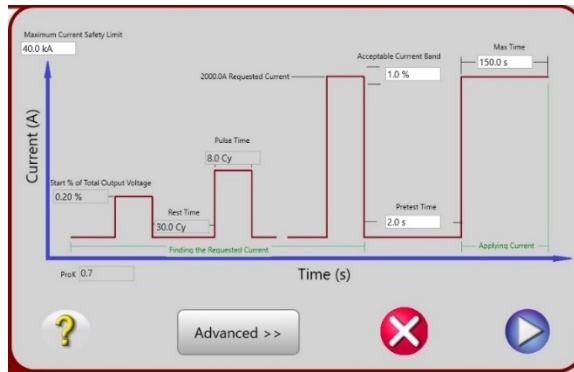 Maximum Current Safety Limit
40.0 kA
Acceptable Current Band
1.0 %
Max Time
150.0 s
2000.0A Requested Current
Current (A)
Pulse Time
8.0 Cy
Start % of Total Output Voltage
0.20 %
Rest Time
30.0 Cy
Pretest Time
2.0 s
Finding the Requested Current
Applying Current
ProK 0.7
Time (s)
?
Advanced >>